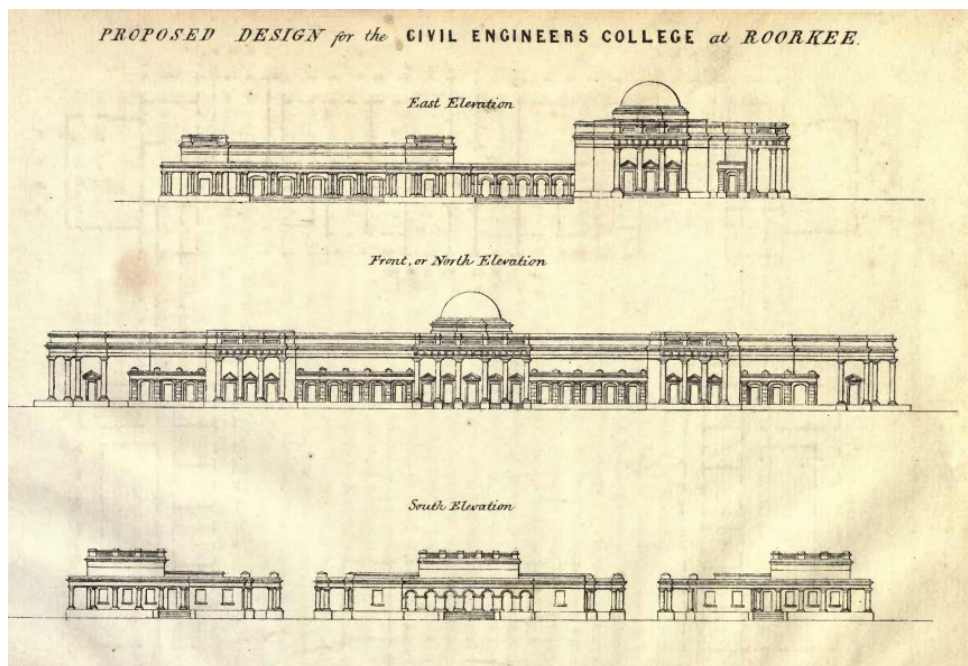 PROPOSED DESIGN for the CIVIL ENGINEERS COLLEGE at ROORKEE.
East Elevation
Front, or North Elevation
South Elevation